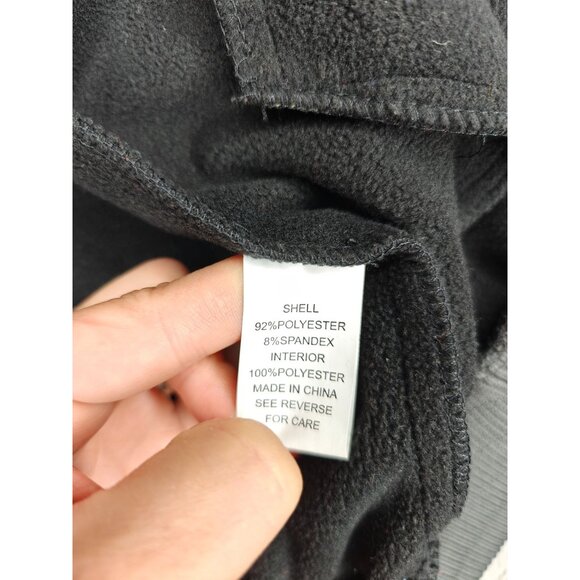 SHELL
92%POLYESTER
8%SPANDEX
INTERIOR
100%POLYESTER
MADE IN CHINA
SEE REVERSE
FOR CARE